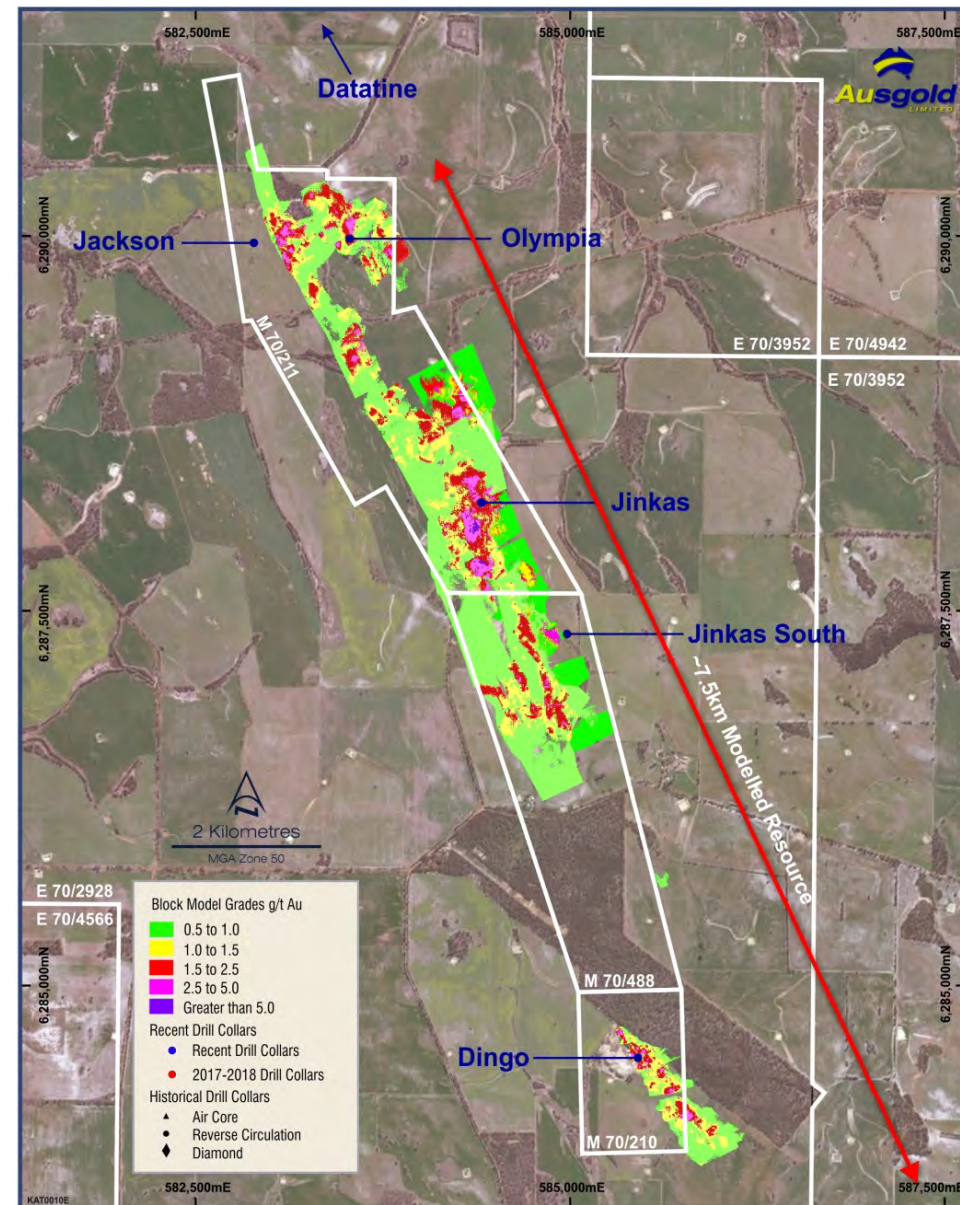 582,500mE
585,000mE
587,500mE
Datatine
Ausgold
LIMITED
6,290,000mN
6,290,000mN
Jackson
Olympia
M 70/211
E 70/3952
E 70/4942
E 70/3952
Jinkas
6,287,500mN
6,287,500mN
Jinkas South
~7.5km Modelled Resource
2 Kilometres
MGA Zone 50
E 70/2928
E 70/4566
Block Model Grades g/t Au
0.5 to 1.0
1.0 to 1.5
1.5 to 2.5
2.5 to 5.0
Greater than 5.0
Recent Drill Collars
Recent Drill Collars
2017-2018 Drill Collars
Historical Drill Collars
Air Core
Reverse Circulation
Diamond
6,285,000mN
6,285,000mN
M 70/488
Dingo
M 70/210
KAT0010E
582,500mE
585,000mE
587,500mE